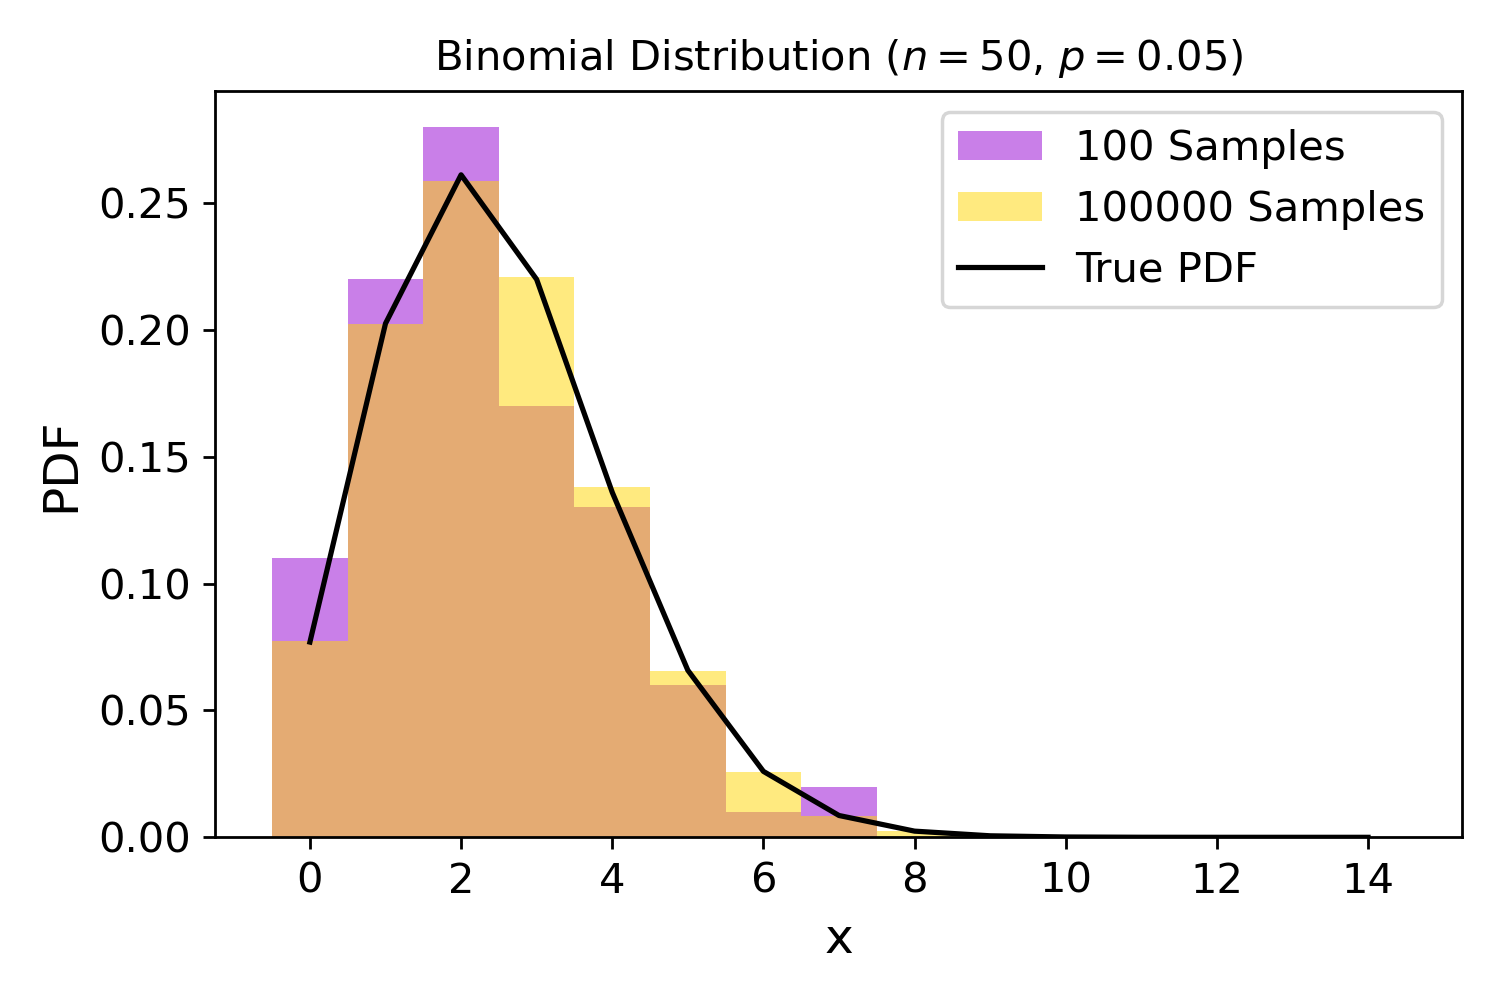 Binomial Distribution (n = 50, p = 0.05)
100 Samples
100000 Samples
True PDF
PDF
0.25
0.20
0.15
0.10
0.05
0.00
0 2 4 6 8 10 12 14
x